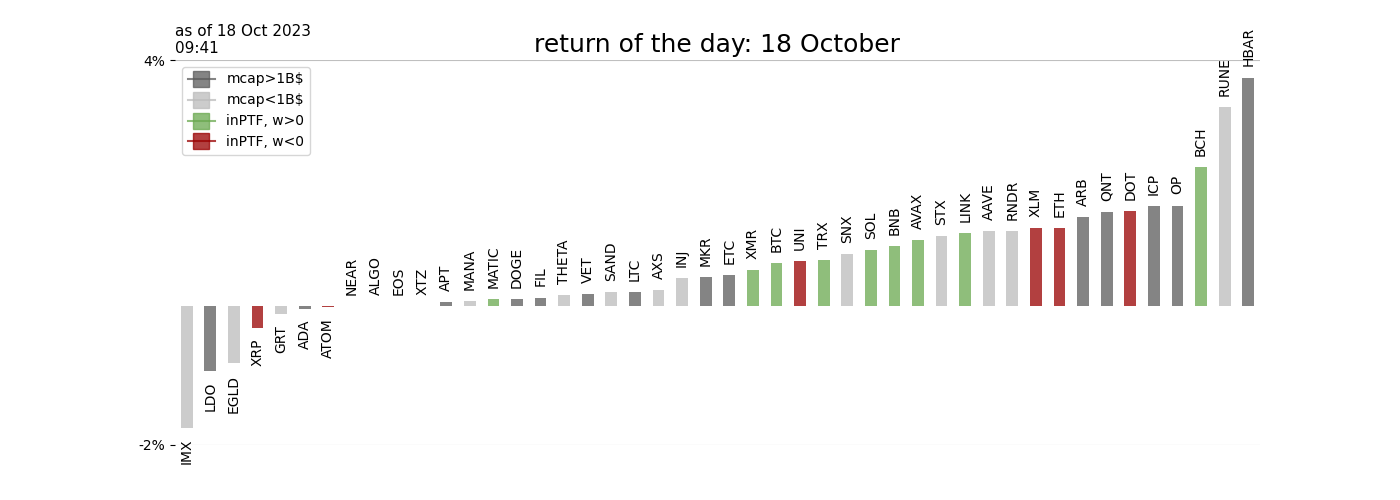 as of 18 Oct 2023
09:41
return of the day: 18 October
4%
-2%
mcap>1B$
mcap<1B$
inPTF, w>0
inPTF, w<0
IMX
LDO
EGLD
XRP
GRT
ADA
ATOM
NEAR
ALGO
EOS
XTZ
APT
MANA
MATIC
DOGE
FIL
THETA
VET
SAND
LTC
AXS
INJ
MKR
ETC
XMR
BTC
UNI
TRX
SNX
SOL
BNB
AVAX
STX
LINK
AAVE
RNDR
XLM
ETH
ARB
QNT
DOT
ICP
OP
BCH
RUNE
HBAR